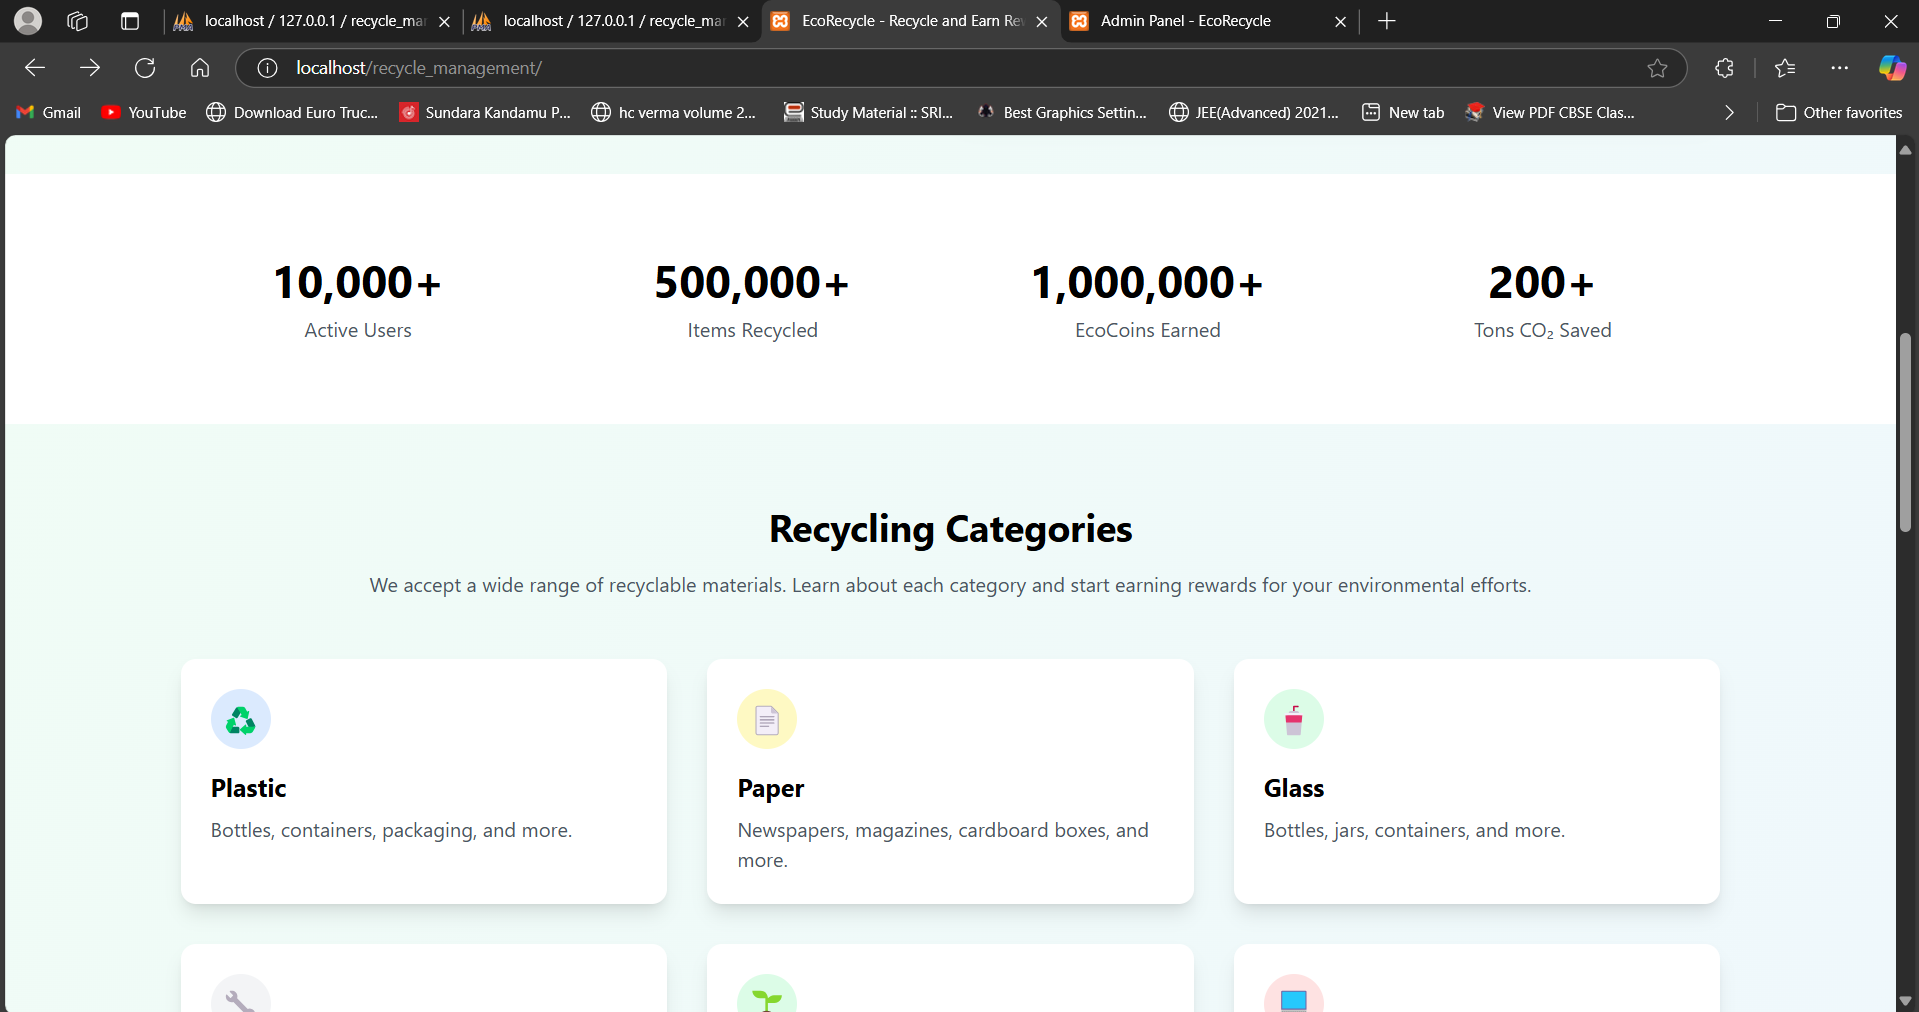 localhost / 127.0.0.1 / recycle_mar
localhost / 127.0.0.1 / recycle_mar
EcoRecycle - Recycle and Earn Re
Admin Panel - EcoRecycle
localhost/recycle_management/
Gmail
YouTube
Download Euro Truc...
Sundara Kandamu P...
hc verma volume 2...
Study Material :: SRI...
Best Graphics Settin...
JEE(Advanced) 2021...
New tab
View PDF CBSE Clas...
Other favorites
10,000+
Active Users
500,000+
Items Recycled
1,000,000+
EcoCoins Earned
200+
Tons CO₂ Saved
Recycling Categories
We accept a wide range of recyclable materials. Learn about each category and start earning rewards for your environmental efforts.
Plastic
Bottles, containers, packaging, and more.
Paper
Newspapers, magazines, cardboard boxes, and
more.
Glass
Bottles, jars, containers, and more.